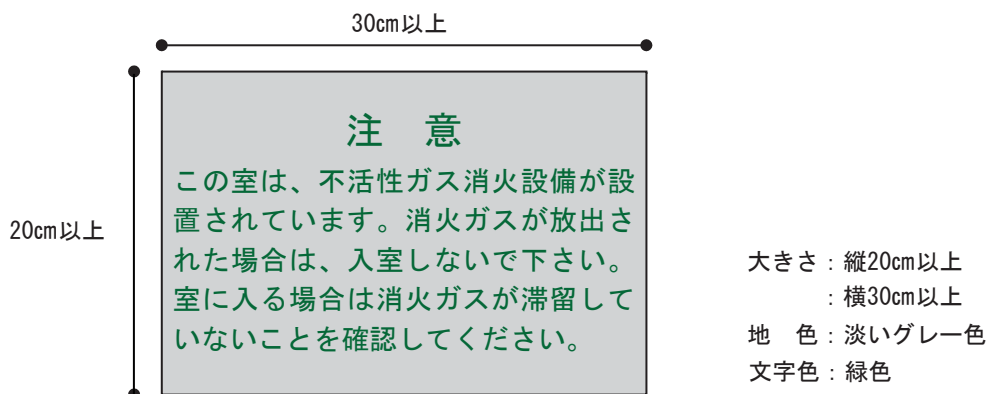 30cm以上
20cm以上
注　意
この室は、不活性ガス消火設備が設
置されています。消火ガスが放出さ
れた場合は、入室しないで下さい。
室に入る場合は消火ガスが滞留して
いないことを確認してください。
大きさ：縦20cm以上
：横30cm以上
地　色：淡いグレー色
文字色：緑色